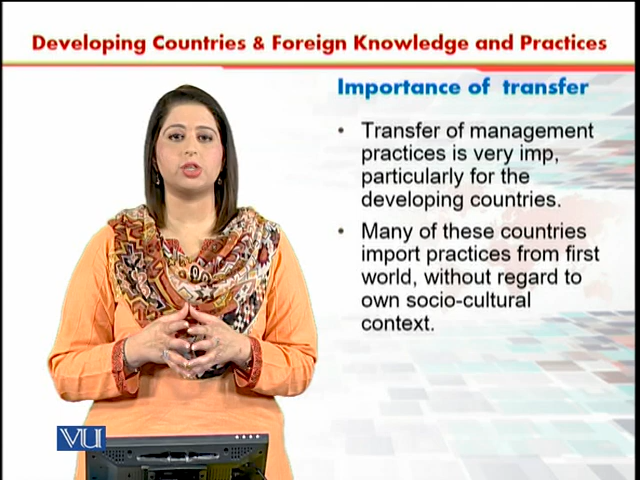 Developing Countries & Foreign Knowledge and Practices
Importance of transfer
• Transfer of management
practices is very imp,
particularly for the
developing countries.
• Many of these countries
import practices from first
world, without regard to
own socio-cultural
context.
VU